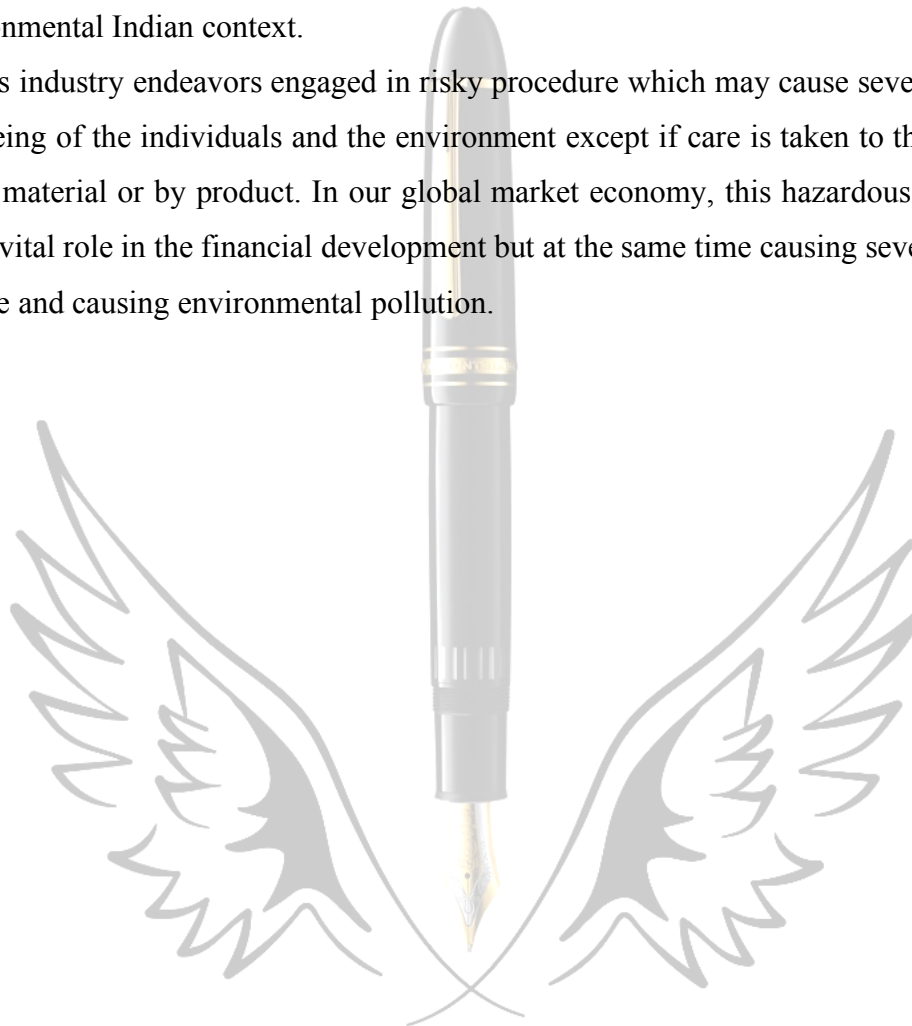 onmental Indian context.
s industry endeavors engaged in risky procedure which may cause seve
eing of the individuals and the environment except if care is taken to th
material or by product. In our global market economy, this hazardous
vital role in the financial development but at the same time causing seve
e and causing environmental pollution.